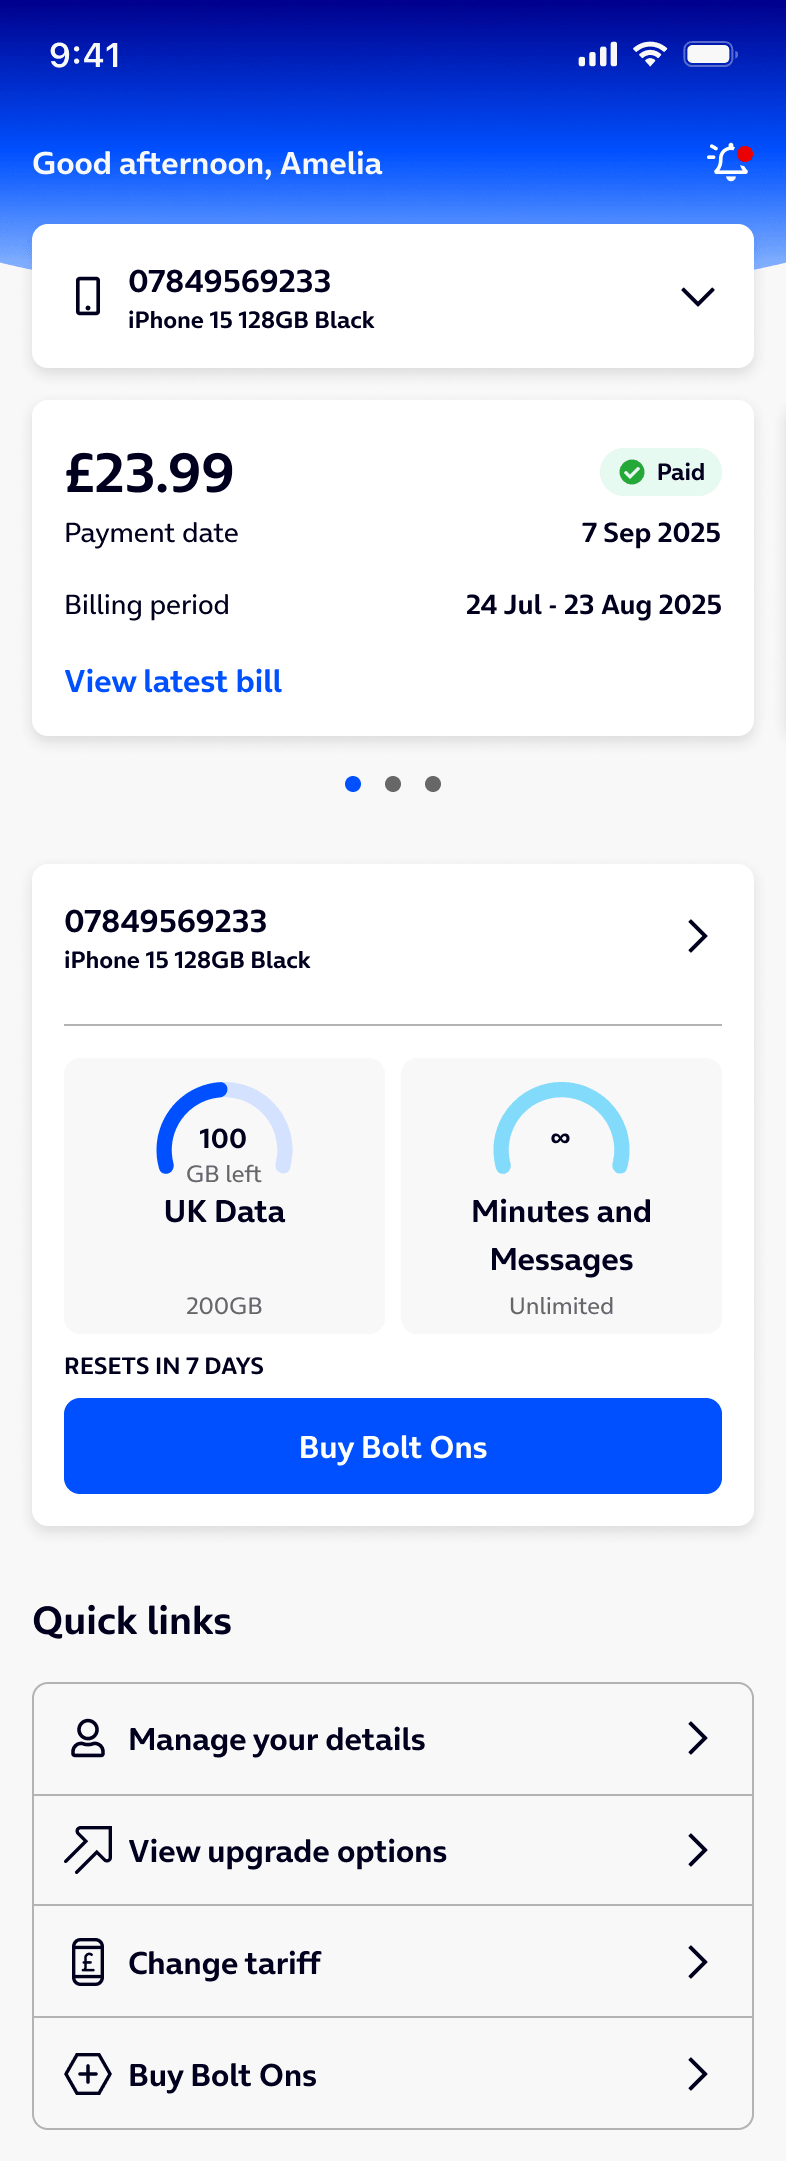 9:41
Good afternoon, Amelia
07849569233
iPhone 15 128GB Black
£23.99
Paid
Payment date
7 Sep 2025
Billing period
24 Jul - 23 Aug 2025
View latest bill
07849569233
iPhone 15 128GB Black
100
GB left
UK Data
200GB
∞
Minutes and
Messages
Unlimited
RESETS IN 7 DAYS
Buy Bolt Ons
Quick links
Manage your details
View upgrade options
£
Change tariff
Buy Bolt Ons